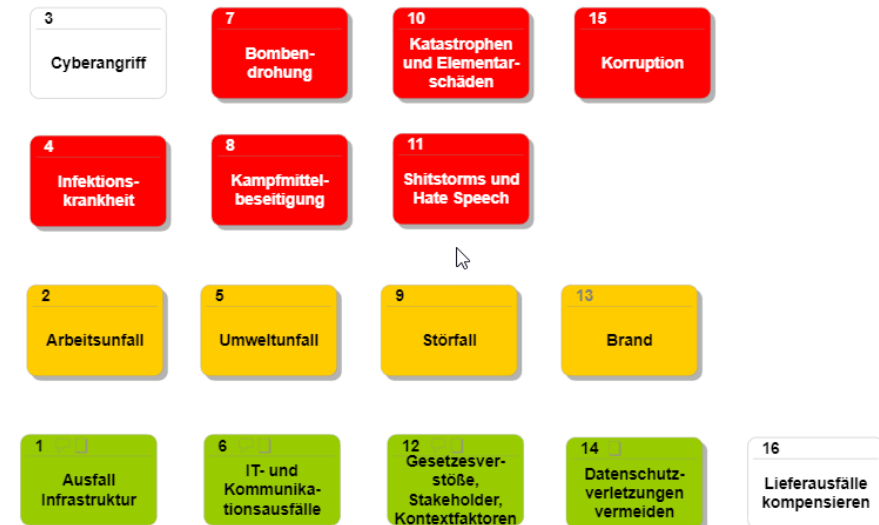 3
Cyberangriff
7
Bomben-
drohung
10
Katastrophen
und Elementar-
schäden
15
Korruption
4
Infektions-
krankheit
8
Kampfmittel-
beseitigung
11
Shitstorms und
Hate Speech
2
Arbeitsunfall
5
Umweltunfall
9
Störfall
13
Brand
1
Ausfall
Infrastruktur
6
IT- und
Kommunika-
tionsausfälle
12
Gesetzesver-
stöße,
Stakeholder,
Kontextfaktoren
14
Datenschutz-
verletzungen
vermeiden
16
Lieferausfälle
kompensieren